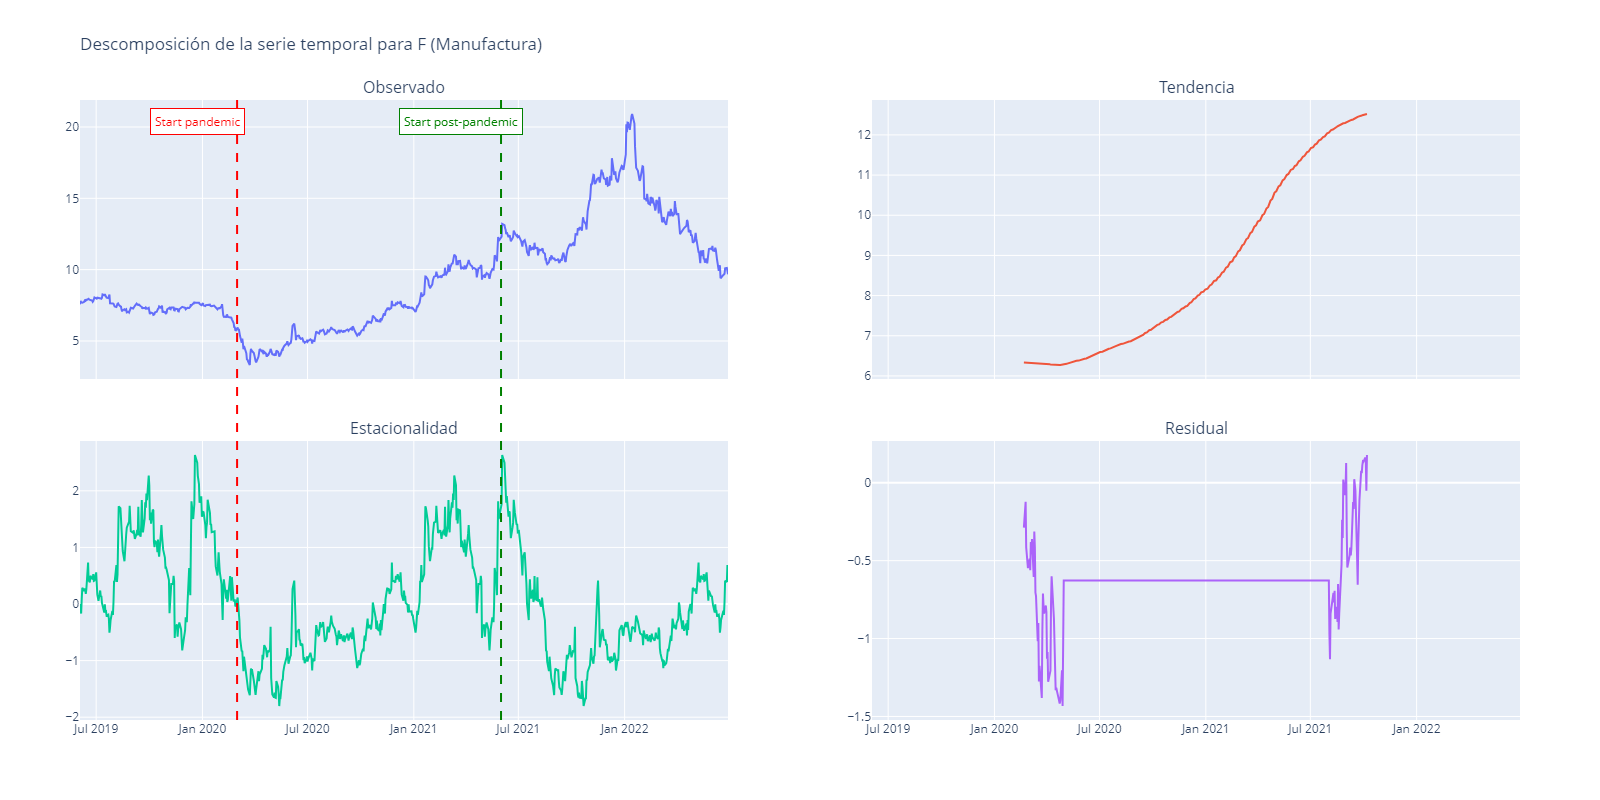 Descomposición de la serie temporal para F (Manufactura)
Observado
Tendencia
Start pandemic
Start post-pandemic
20
15
10
5
12
11
10
9
8
7
6
Estacionalidad
Residual
2
1
0
−1
−2
Jul 2019
Jan 2020
Jul 2020
Jan 2021
Jul 2021
Jan 2022
0
−0.5
−1
−1.5
Jul 2019
Jan 2020
Jul 2020
Jan 2021
Jul 2021
Jan 2022